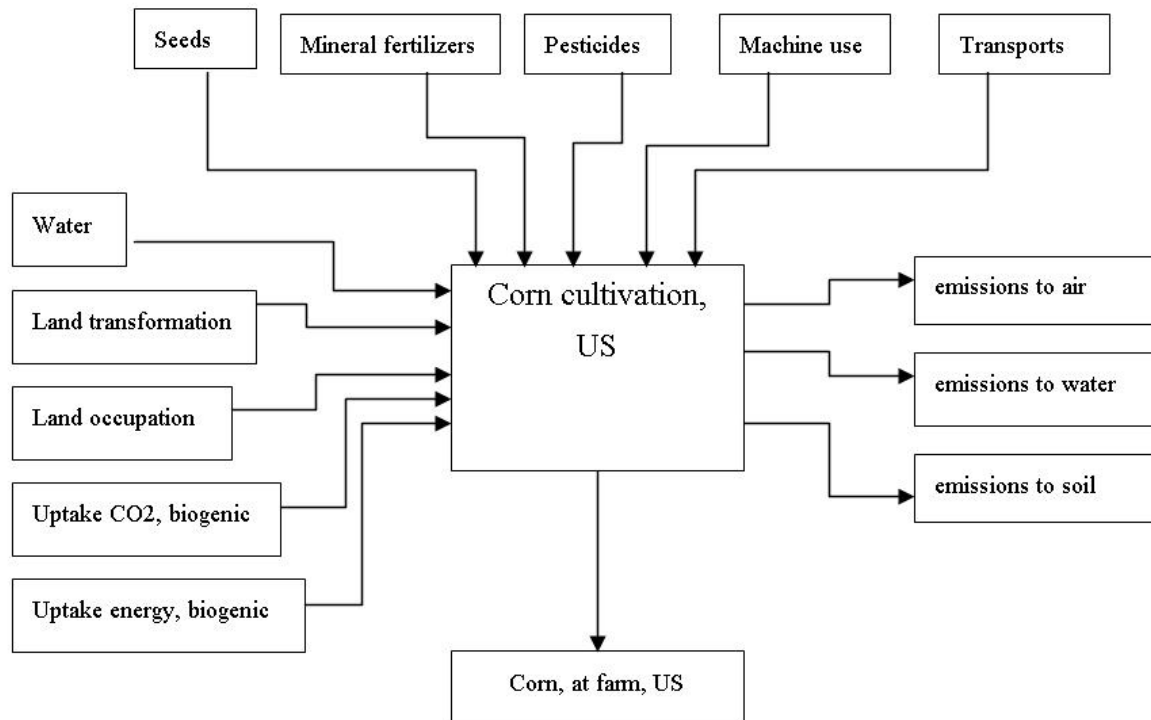 Seeds
Mineral fertilizers
Pesticides
Machine use
Transports
Water
Land transformation
Land occupation
Uptake CO2, biogenic
Uptake energy, biogenic
Corn cultivation,
US
emissions to air
emissions to water
emissions to soil
Corn, at farm, US